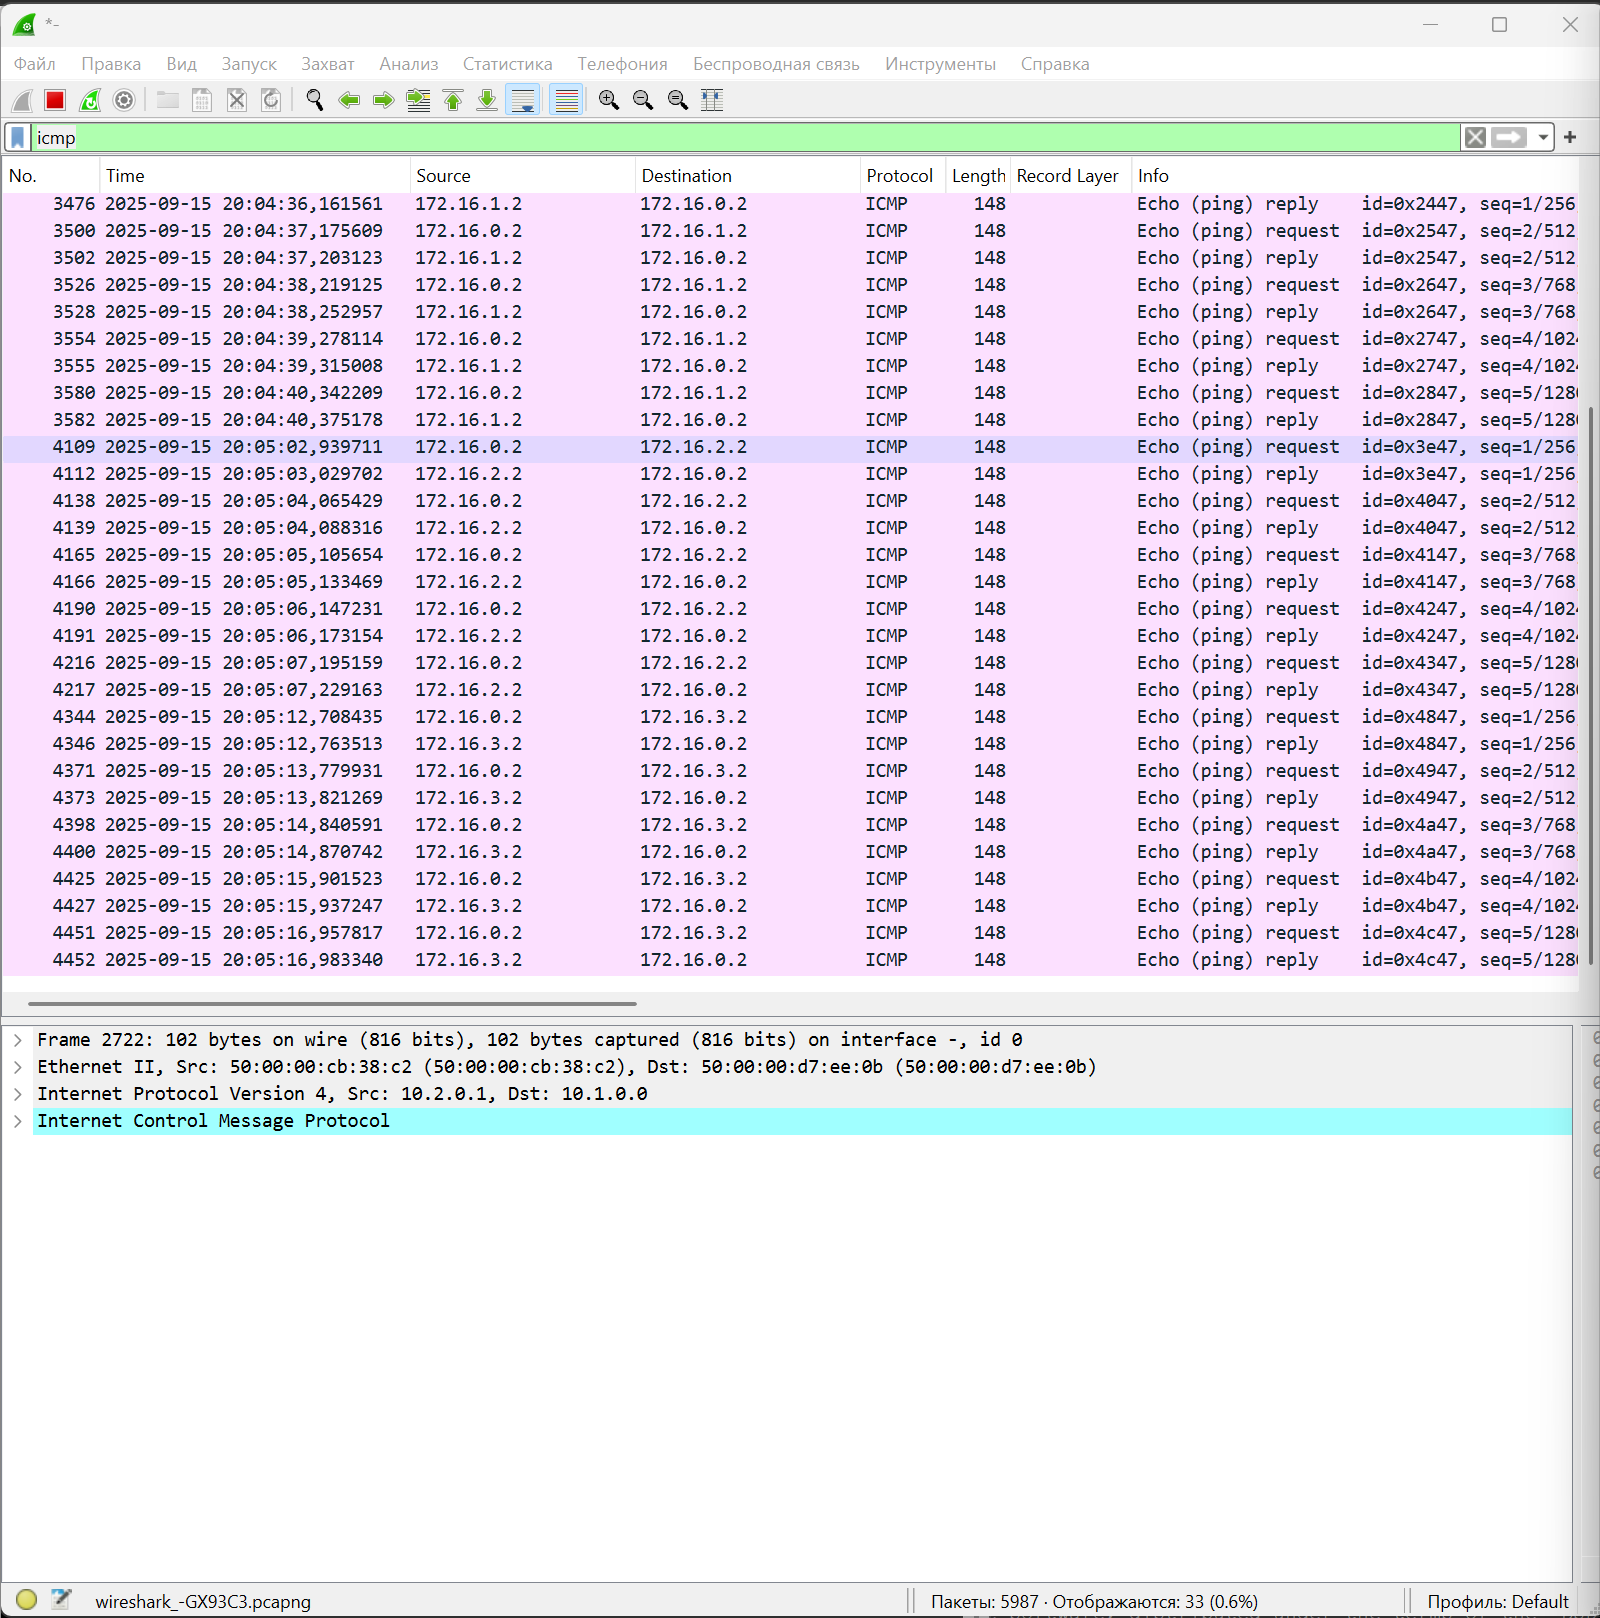 *-
Файл Правка Вид Запуск Захват Анализ Статистика Телефония Беспроводная связь Инструменты Справка
icmp
No. Time Source Destination Protocol Length Record Layer Info
3476 2025-09-15 20:04:36,161561 172.16.1.2 172.16.0.2 ICMP 148 Echo (ping) reply id=0x2447, seq=1/256
3500 2025-09-15 20:04:37,175609 172.16.0.2 172.16.1.2 ICMP 148 Echo (ping) request id=0x2547, seq=2/512
3502 2025-09-15 20:04:37,203123 172.16.1.2 172.16.0.2 ICMP 148 Echo (ping) reply id=0x2547, seq=2/512
3526 2025-09-15 20:04:38,219125 172.16.0.2 172.16.1.2 ICMP 148 Echo (ping) request id=0x2647, seq=3/768
3528 2025-09-15 20:04:38,252957 172.16.1.2 172.16.0.2 ICMP 148 Echo (ping) reply id=0x2647, seq=3/768
3554 2025-09-15 20:04:39,278114 172.16.0.2 172.16.1.2 ICMP 148 Echo (ping) request id=0x2747, seq=4/1024
3555 2025-09-15 20:04:39,315008 172.16.1.2 172.16.0.2 ICMP 148 Echo (ping) reply id=0x2747, seq=4/1024
3580 2025-09-15 20:04:40,342209 172.16.0.2 172.16.1.2 ICMP 148 Echo (ping) request id=0x2847, seq=5/1280
3582 2025-09-15 20:04:40,375178 172.16.1.2 172.16.0.2 ICMP 148 Echo (ping) reply id=0x2847, seq=5/1280
4109 2025-09-15 20:05:02,939711 172.16.0.2 172.16.2.2 ICMP 148 Echo (ping) request id=0x3e47, seq=1/256
4112 2025-09-15 20:05:03,029702 172.16.2.2 172.16.0.2 ICMP 148 Echo (ping) reply id=0x3e47, seq=1/256
4138 2025-09-15 20:05:04,065429 172.16.0.2 172.16.2.2 ICMP 148 Echo (ping) request id=0x4047, seq=2/512
4139 2025-09-15 20:05:04,088316 172.16.2.2 172.16.0.2 ICMP 148 Echo (ping) reply id=0x4047, seq=2/512
4165 2025-09-15 20:05:05,105654 172.16.0.2 172.16.2.2 ICMP 148 Echo (ping) request id=0x4147, seq=3/768
4166 2025-09-15 20:05:05,133469 172.16.2.2 172.16.0.2 ICMP 148 Echo (ping) reply id=0x4147, seq=3/768
4190 2025-09-15 20:05:06,147231 172.16.0.2 172.16.2.2 ICMP 148 Echo (ping) request id=0x4247, seq=4/1024
4191 2025-09-15 20:05:06,173154 172.16.2.2 172.16.0.2 ICMP 148 Echo (ping) reply id=0x4247, seq=4/1024
4216 2025-09-15 20:05:07,195159 172.16.0.2 172.16.2.2 ICMP 148 Echo (ping) request id=0x4347, seq=5/1280
4217 2025-09-15 20:05:07,229163 172.16.2.2 172.16.0.2 ICMP 148 Echo (ping) reply id=0x4347, seq=5/1280
4344 2025-09-15 20:05:12,708435 172.16.0.2 172.16.3.2 ICMP 148 Echo (ping) request id=0x4847, seq=1/256
4346 2025-09-15 20:05:12,763513 172.16.3.2 172.16.0.2 ICMP 148 Echo (ping) reply id=0x4847, seq=1/256
4371 2025-09-15 20:05:13,779931 172.16.0.2 172.16.3.2 ICMP 148 Echo (ping) request id=0x4947, seq=2/512
4373 2025-09-15 20:05:13,821269 172.16.3.2 172.16.0.2 ICMP 148 Echo (ping) reply id=0x4947, seq=2/512
4398 2025-09-15 20:05:14,840591 172.16.0.2 172.16.3.2 ICMP 148 Echo (ping) request id=0x4a47, seq=3/768
4400 2025-09-15 20:05:14,870742 172.16.3.2 172.16.0.2 ICMP 148 Echo (ping) reply id=0x4a47, seq=3/768
4425 2025-09-15 20:05:15,901523 172.16.0.2 172.16.3.2 ICMP 148 Echo (ping) request id=0x4b47, seq=4/1024
4427 2025-09-15 20:05:15,937247 172.16.3.2 172.16.0.2 ICMP 148 Echo (ping) reply id=0x4b47, seq=4/1024
4451 2025-09-15 20:05:16,957817 172.16.0.2 172.16.3.2 ICMP 148 Echo (ping) request id=0x4c47, seq=5/1280
4452 2025-09-15 20:05:16,983340 172.16.3.2 172.16.0.2 ICMP 148 Echo (ping) reply id=0x4c47, seq=5/1280
Frame 2722: 102 bytes on wire (816 bits), 102 bytes captured (816 bits) on interface -, id 0
Ethernet II, Src: 50:00:00:cb:38:c2 (50:00:00:cb:38:c2), Dst: 50:00:00:d7:ee:0b (50:00:00:d7:ee:0b)
Internet Protocol Version 4, Src: 10.2.0.1, Dst: 10.1.0.0
Internet Control Message Protocol
wireshark_-GX93C3.pcapng Пакеты: 5987 · Отображаются: 33 (0.6%) Профиль: Default